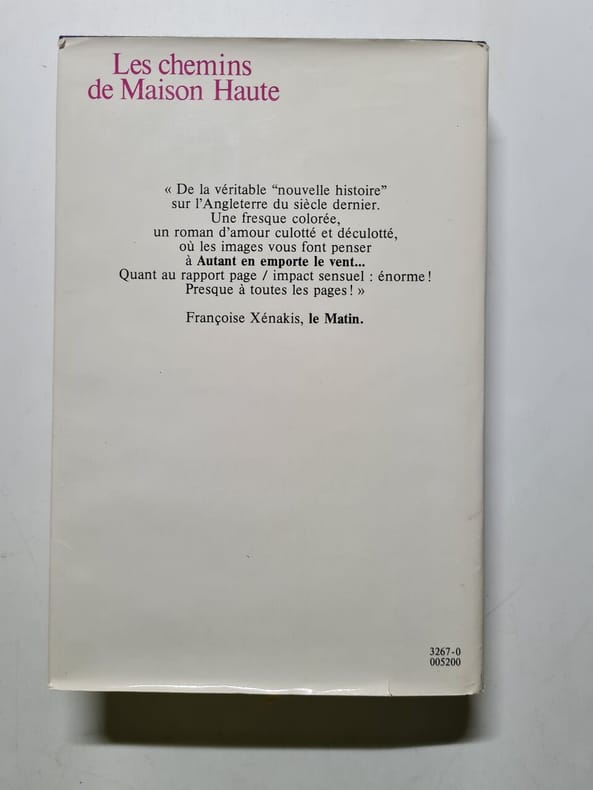 Les chemins
de Maison Haute
« De la véritable “nouvelle histoire”
sur l’Angleterre du siècle dernier.
Une fresque colorée,
un roman d’amour culotté et déculotté,
où les images vous font penser
à Autant en emporte le vent...
Quant au rapport page / impact sensuel : énorme !
Presque à toutes les pages ! »
Françoise Xénakis, le Matin.
3267-0
005200